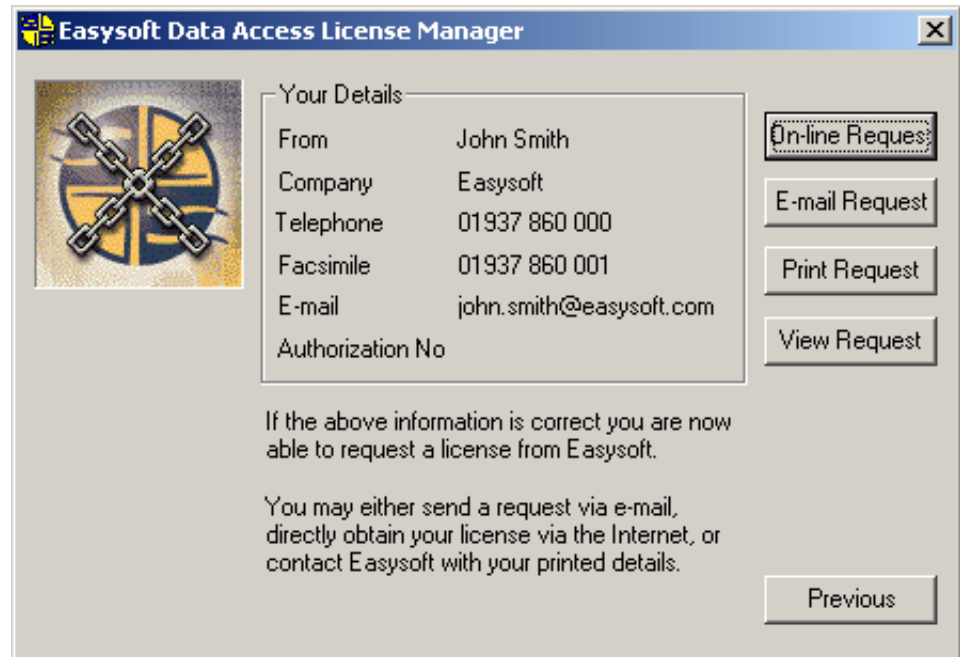 Easysoft Data Access License Manager
Your Details
From John Smith
Company Easysoft
Telephone 01937 860 000
Facsimile 01937 860 001
E-mail john.smith@easysoft.com
Authorization No
On-line Reques
E-mail Request
Print Request
View Request
If the above information is correct you are now
able to request a license from Easysoft.
You may either send a request via e-mail,
directly obtain your license via the Internet, or
contact Easysoft with your printed details.
Previous